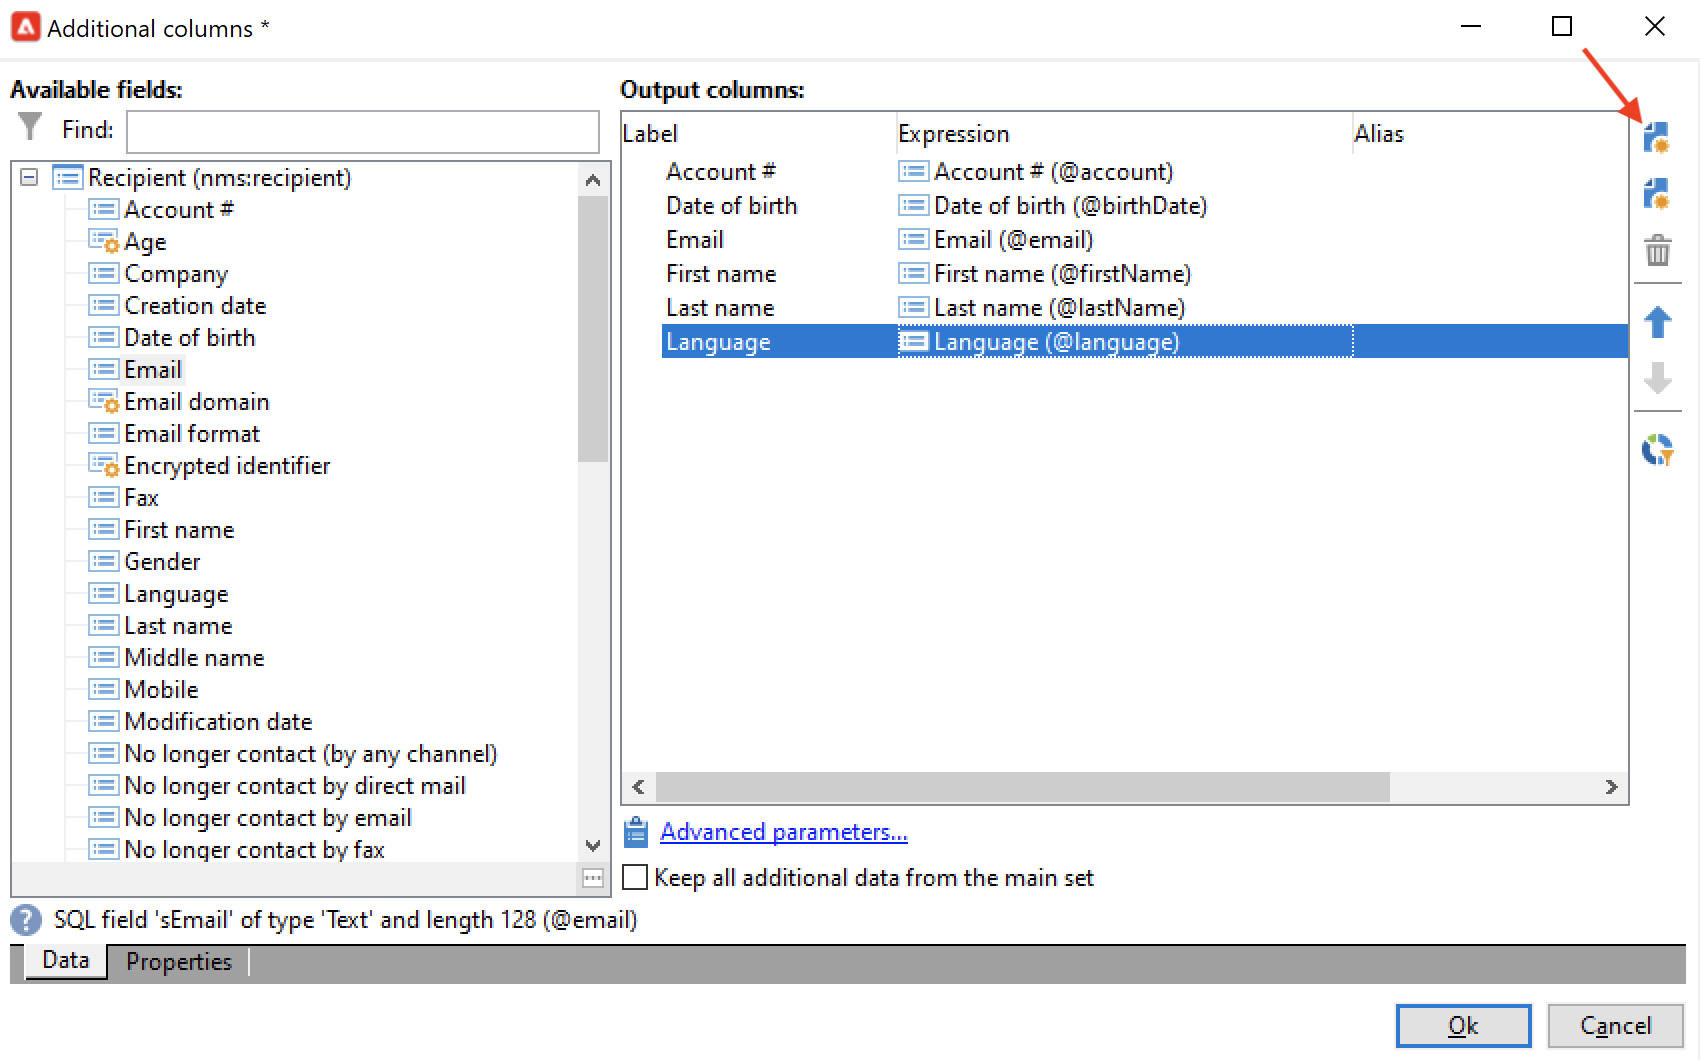 Additional columns *
Available fields:
Find:
Recipient (nms:recipient)
Account #
Age
Company
Creation date
Date of birth
Email
Email domain
Email format
Encrypted identifier
Fax
First name
Gender
Language
Last name
Middle name
Mobile
Modification date
No longer contact (by any channel)
No longer contact by direct mail
No longer contact by email
No longer contact by fax
Output columns:
Label Expression Alias
Account # Account # (@account)
Date of birth Date of birth (@birthDate)
Email Email (@email)
First name First name (@firstName)
Last name Last name (@lastName)
Language Language (@language)
Advanced parameters...
Keep all additional data from the main set
SQL field 'sEmail' of type 'Text' and length 128 (@email)
Data Properties
Ok Cancel